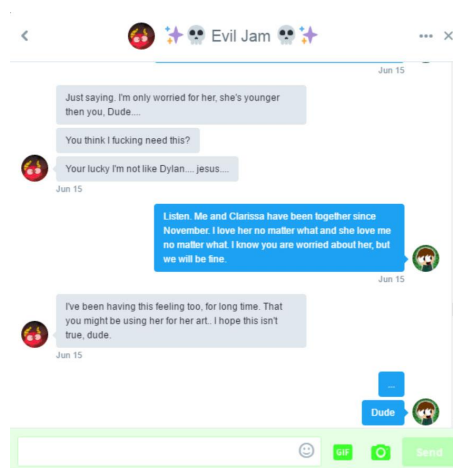 ✨💀 Evil Jam 💀✨
Jun 15
Just saying. I'm only worried for her, she's younger
then you, Dude....
You think I fucking need this?
Your lucky I'm not like Dylan.... jesus....
Jun 15
Listen. Me and Clarissa have been together since
November. I love her no matter what and she love me
no matter what. I know you are worried about her, but
we will be fine.
Jun 15
I've been having this feeling too, for long time. That
you might be using her for her art.. I hope this isn't
true, dude.
Jun 15
...
Dude
GIF
Send